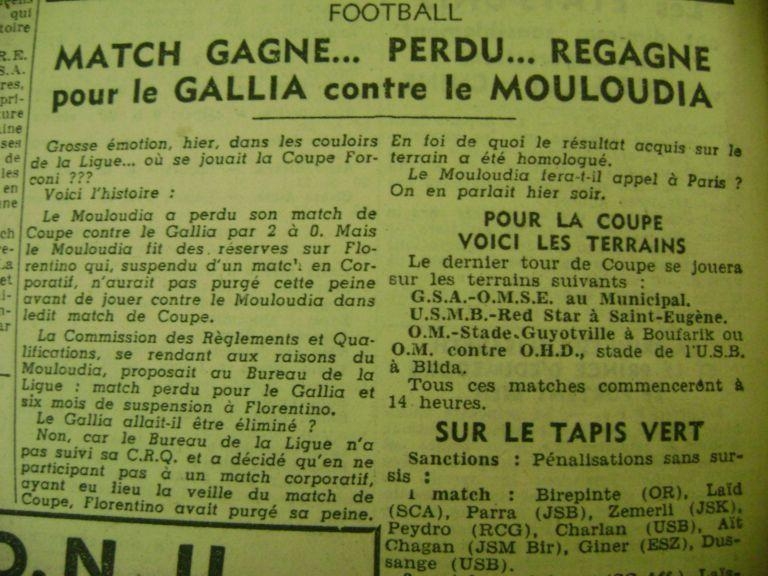 FOOTBALL
MATCH GAGNE... PERDU... REGAGNE
pour le GALLIA contre le MOULOUDIA
Grosse émotion, hier, dans les couloirs
de la Ligue... où se jouait la Coupe For-
coni ???
Voici l'histoire :
Le Mouloudia a perdu son match de
Coupe contre le Gallia par 2 à 0. Mais
le Mouloudia fit des réserves sur Flo-
rentino qui, suspendu d'un matc' en Cor-
poratif, n'aurait pas purgé cette peine
avant de jouer contre le Mouloudia dans
ledit match de Coupe.
La Commission des Règlements et Qua-
lifications, se rendant aux raisons du
Mouloudia, proposait au Bureau de la
Ligue : match perdu pour le Gallia et
six mois de suspension à Florentino.
Le Gallia allait-il être éliminé ?
Non, car le Bureau de la Ligue n'a
pas suivi sa C.R.Q. et a décidé qu'en ne
participant pas à un match corporatif,
ayant eu lieu la veille du match de
Coupe, Florentino avait purgé sa peine.
En foi de quoi le résultat acquis sur le
terrain a été homologué.
Le Mouloudia fera-t-il appel à Paris ?
On en parlait hier soir.
POUR LA COUPE
VOICI LES TERRAINS
Le dernier tour de Coupe se jouera
sur les terrains suivants :
G.S.A.-O.M.S.E. au Municipal.
U.S.M.B.-Red Star à Saint-Eugène.
O.M.-Stade Guyotville à Boufarik ou
O.M. contre O.H.D., stade de l'U.S.B.
à Blida.
Tous ces matches commenceront à
14 heures.
SUR LE TAPIS VERT
Sanctions : Pénalisations sans sur-
sis :
1 match : Birepinte (OR), Laïd
(SCA), Parra (JSB), Zemerli (JSK),
Peydro (RCG), Charlan (USB), Aït
Chagan (JSM Bir), Giner (ESZ), Dus-
sange (USB).
O.N.U